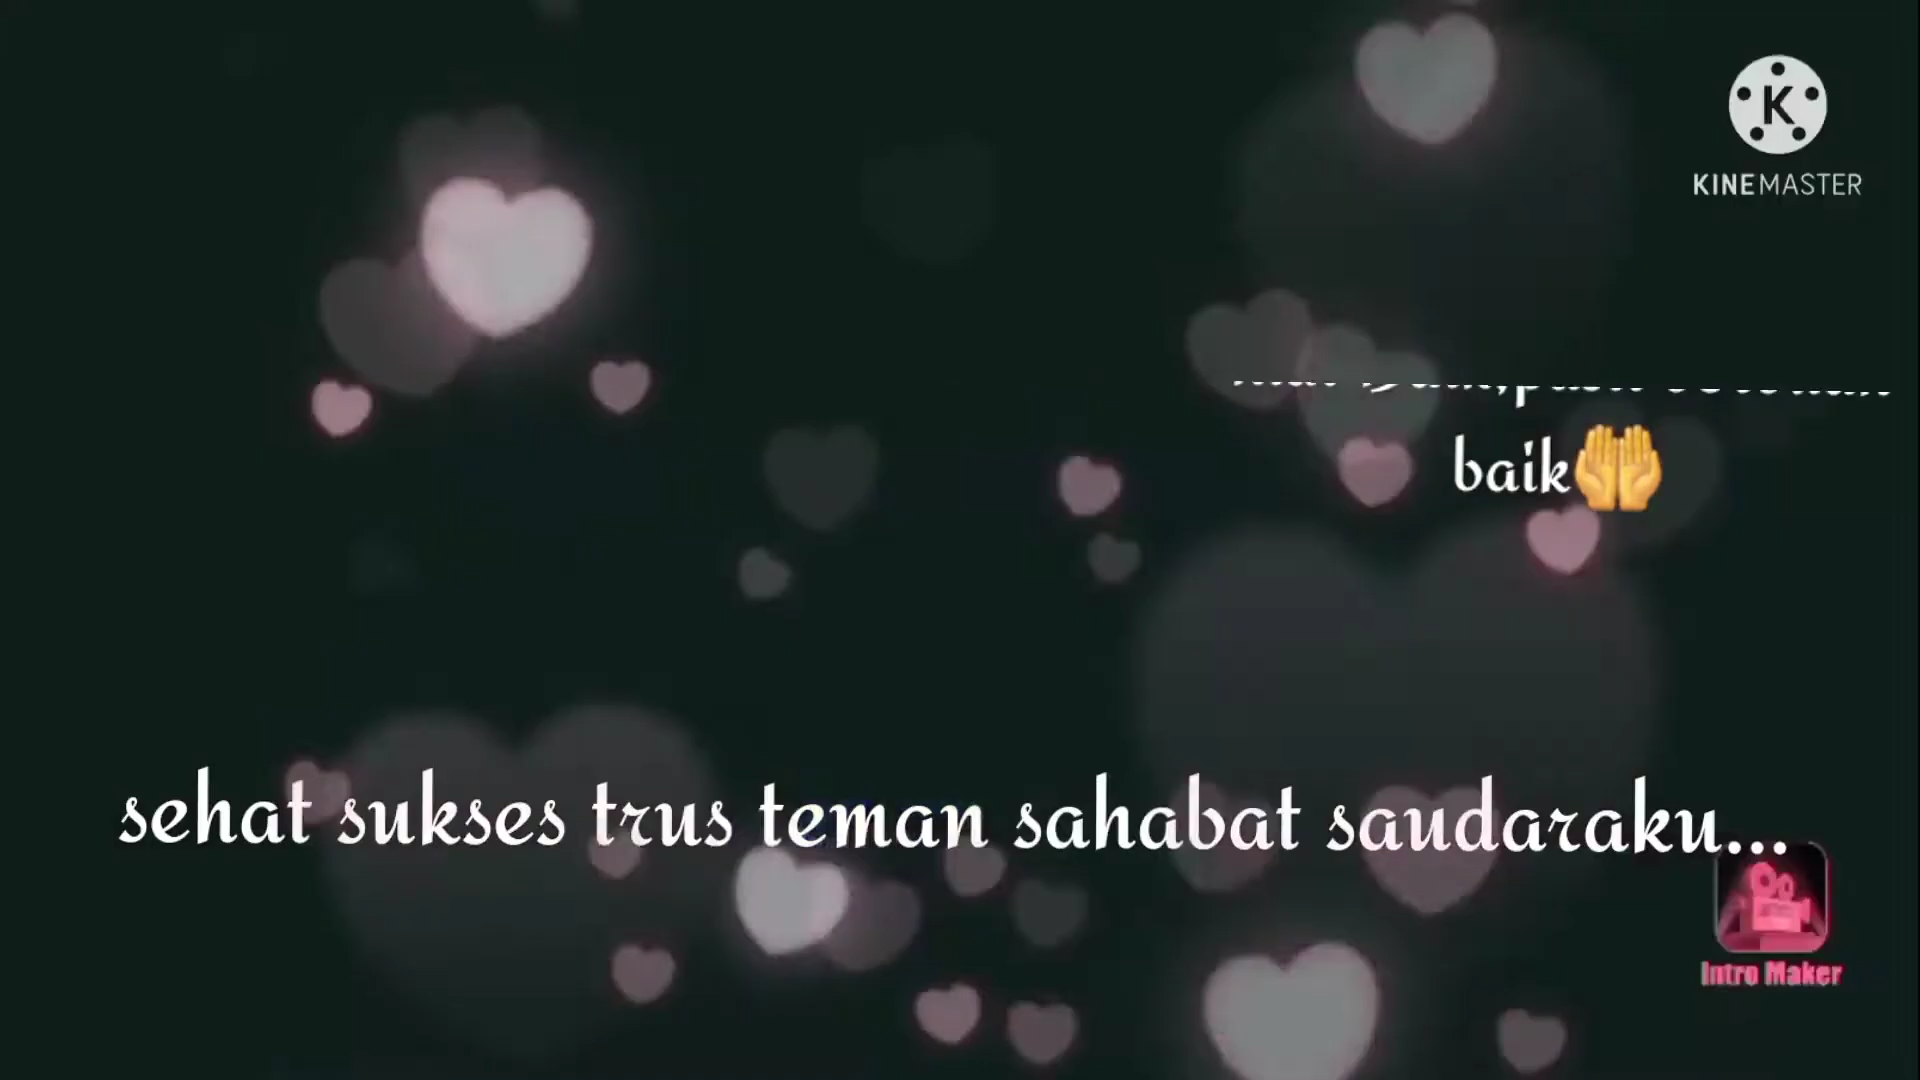 KINEMASTER
baik🤲
sehat sukses trus teman sahabat saudaraku...
Intro Maker